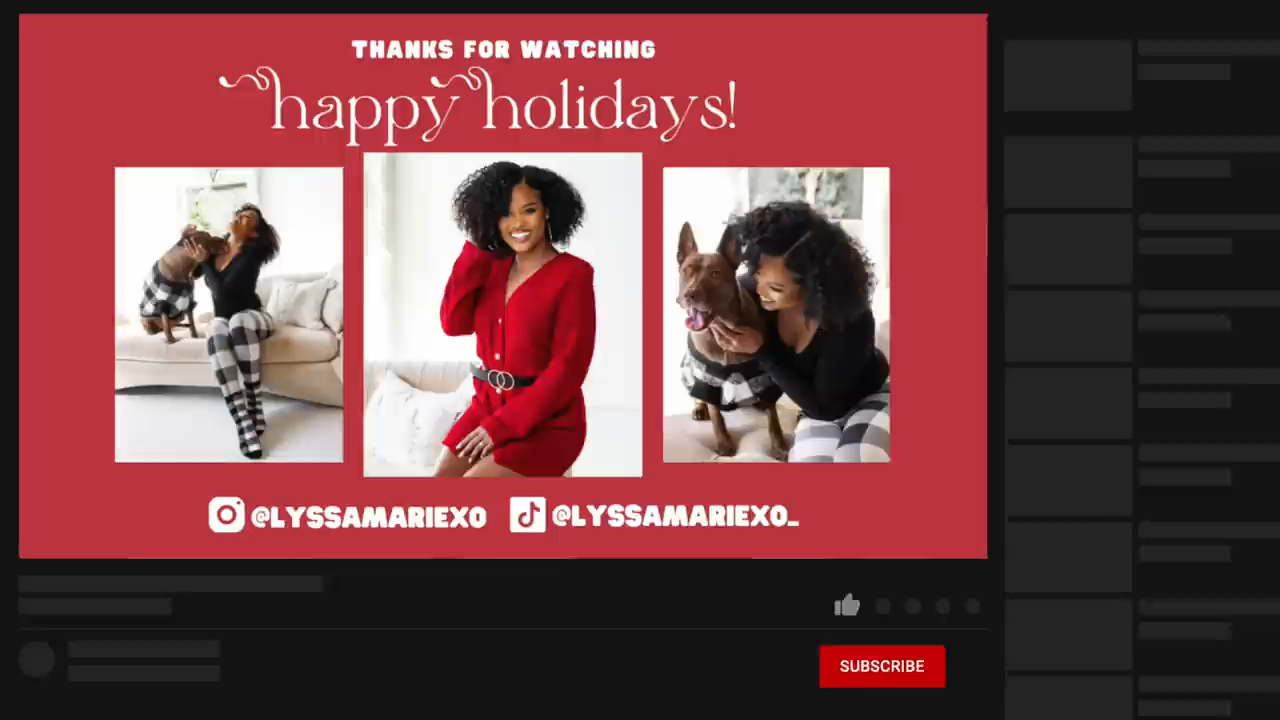 THANKS FOR WATCHING
happy holidays!
@LYSSAMARIEXO @LYSSAMARIEXO_
SUBSCRIBE